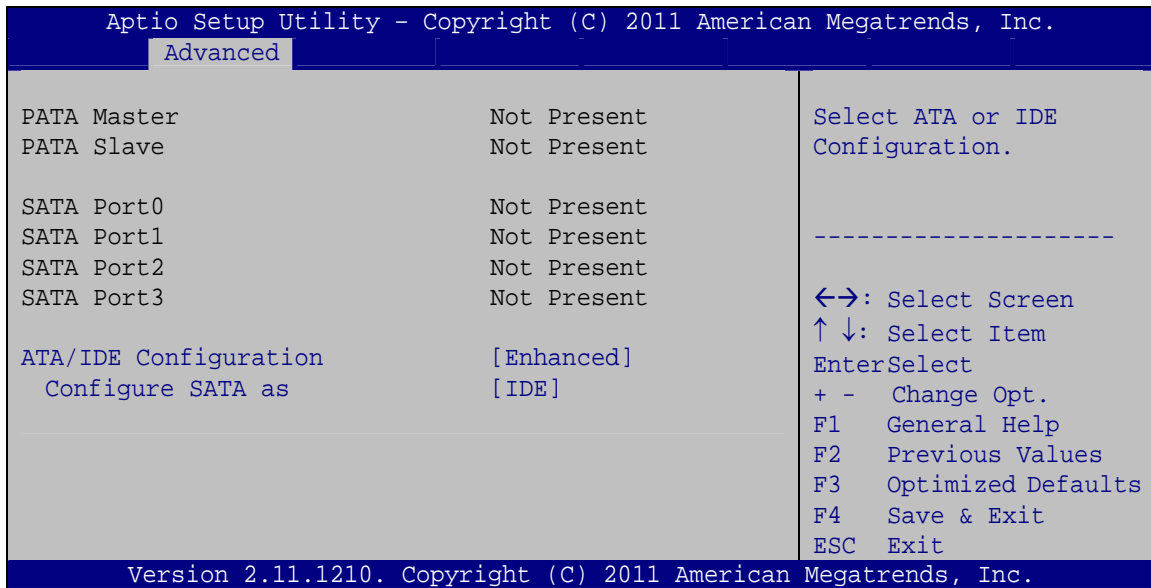 Aptio Setup Utility – Copyright (C) 2011 American Megatrends, Inc.
Advanced
PATA Master Not Present
PATA Slave Not Present
SATA Port0 Not Present
SATA Port1 Not Present
SATA Port2 Not Present
SATA Port3 Not Present
ATA/IDE Configuration [Enhanced]
Configure SATA as [IDE]
Select ATA or IDE
Configuration.
---------------------
←→: Select Screen
↑ ↓: Select Item
EnterSelect
+ - Change Opt.
F1 General Help
F2 Previous Values
F3 Optimized Defaults
F4 Save & Exit
ESC Exit
Version 2.11.1210. Copyright (C) 2011 American Megatrends, Inc.